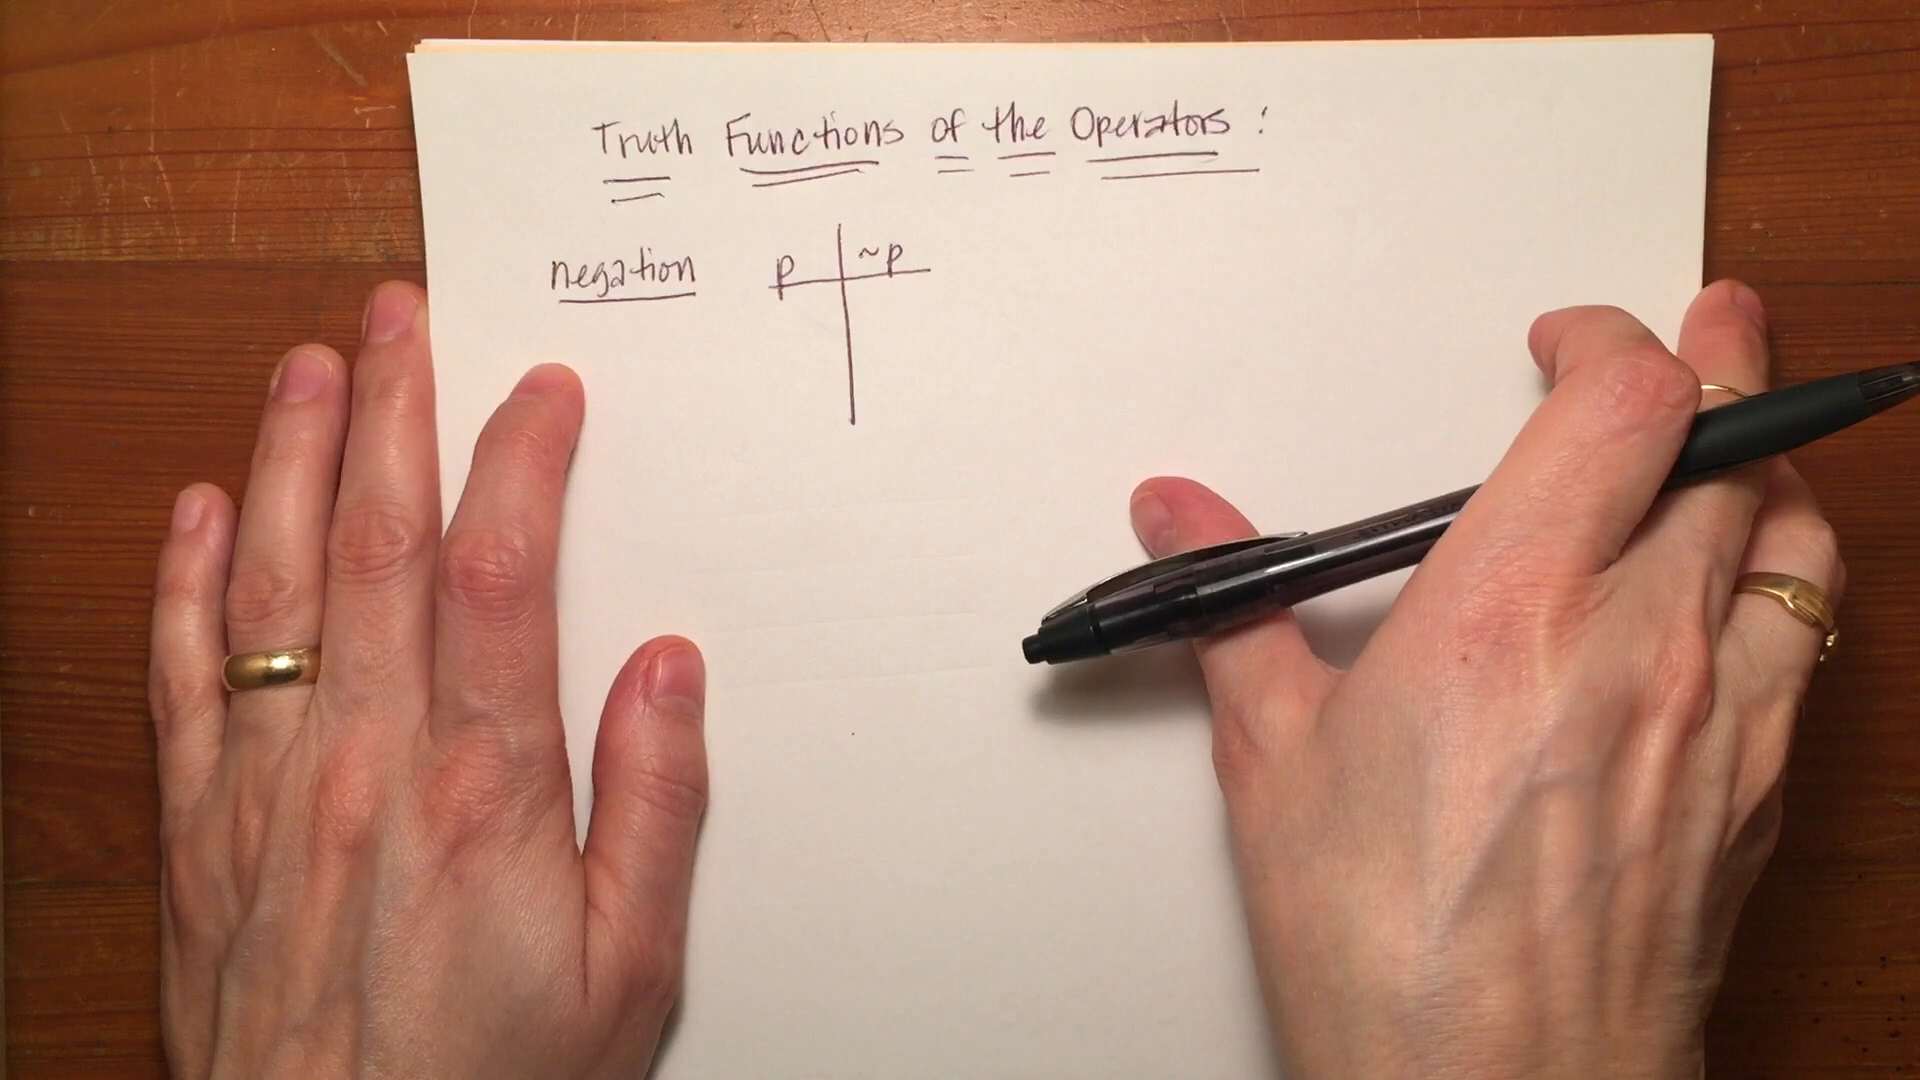 Truth Functions of the Operators:
negation p ~p